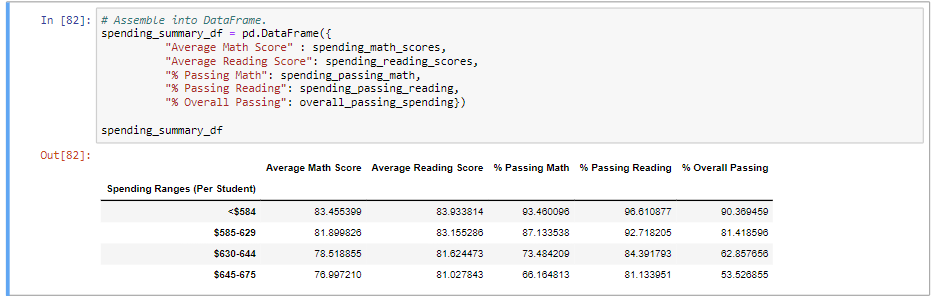 In [82]: # Assemble into DataFrame.
spending_summary_df = pd.DataFrame({
"Average Math Score" : spending_math_scores,
"Average Reading Score": spending_reading_scores,
"% Passing Math": spending_passing_math,
"% Passing Reading": spending_passing_reading,
"% Overall Passing": overall_passing_spending})
spending_summary_df
Out[82]:
Average Math Score Average Reading Score % Passing Math % Passing Reading % Overall Passing
Spending Ranges (Per Student)
<$584 83.455399 83.933814 93.460096 96.610877 90.369459
$585-629 81.899826 83.155286 87.133538 92.718205 81.418596
$630-644 78.518855 81.624473 73.484209 84.391793 62.857656
$645-675 76.997210 81.027843 66.164813 81.133951 53.526855